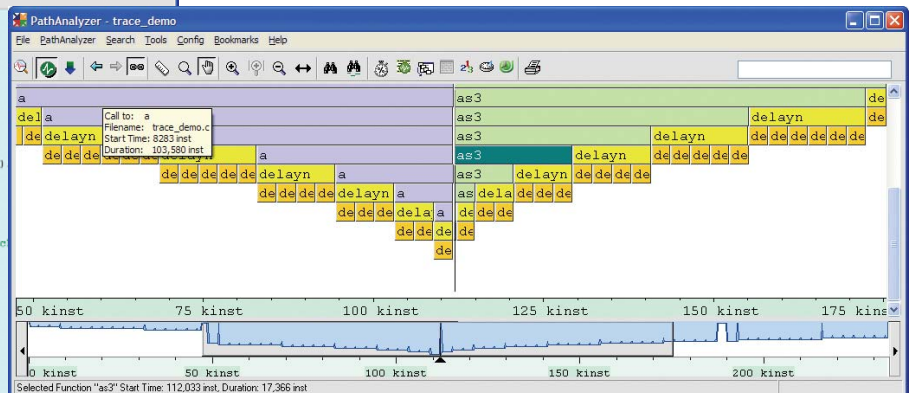 PathAnalyzer - trace_demo
File PathAnalyzer Search Tools Config Bookmarks Help
a as3 de
del a as3 delayn de
de delayn as3 delayn de de de de de de
Call to: a
Filename: trace_demo.c
Start Time: 8283 inst
Duration: 103,580 inst
de de de delayn a as3 delayn de de de de de
de de de de de delayn a as3 delayn de de de de
de de de de delayn a as dela de de de
de de de dela a de de de
de de de de
de
50 kinst 75 kinst 100 kinst 125 kinst 150 kinst 175 kins
0 kinst 50 kinst 100 kinst 150 kinst 200 kinst
Selected Function "as3" Start Time: 112,033 inst, Duration: 17,366 inst